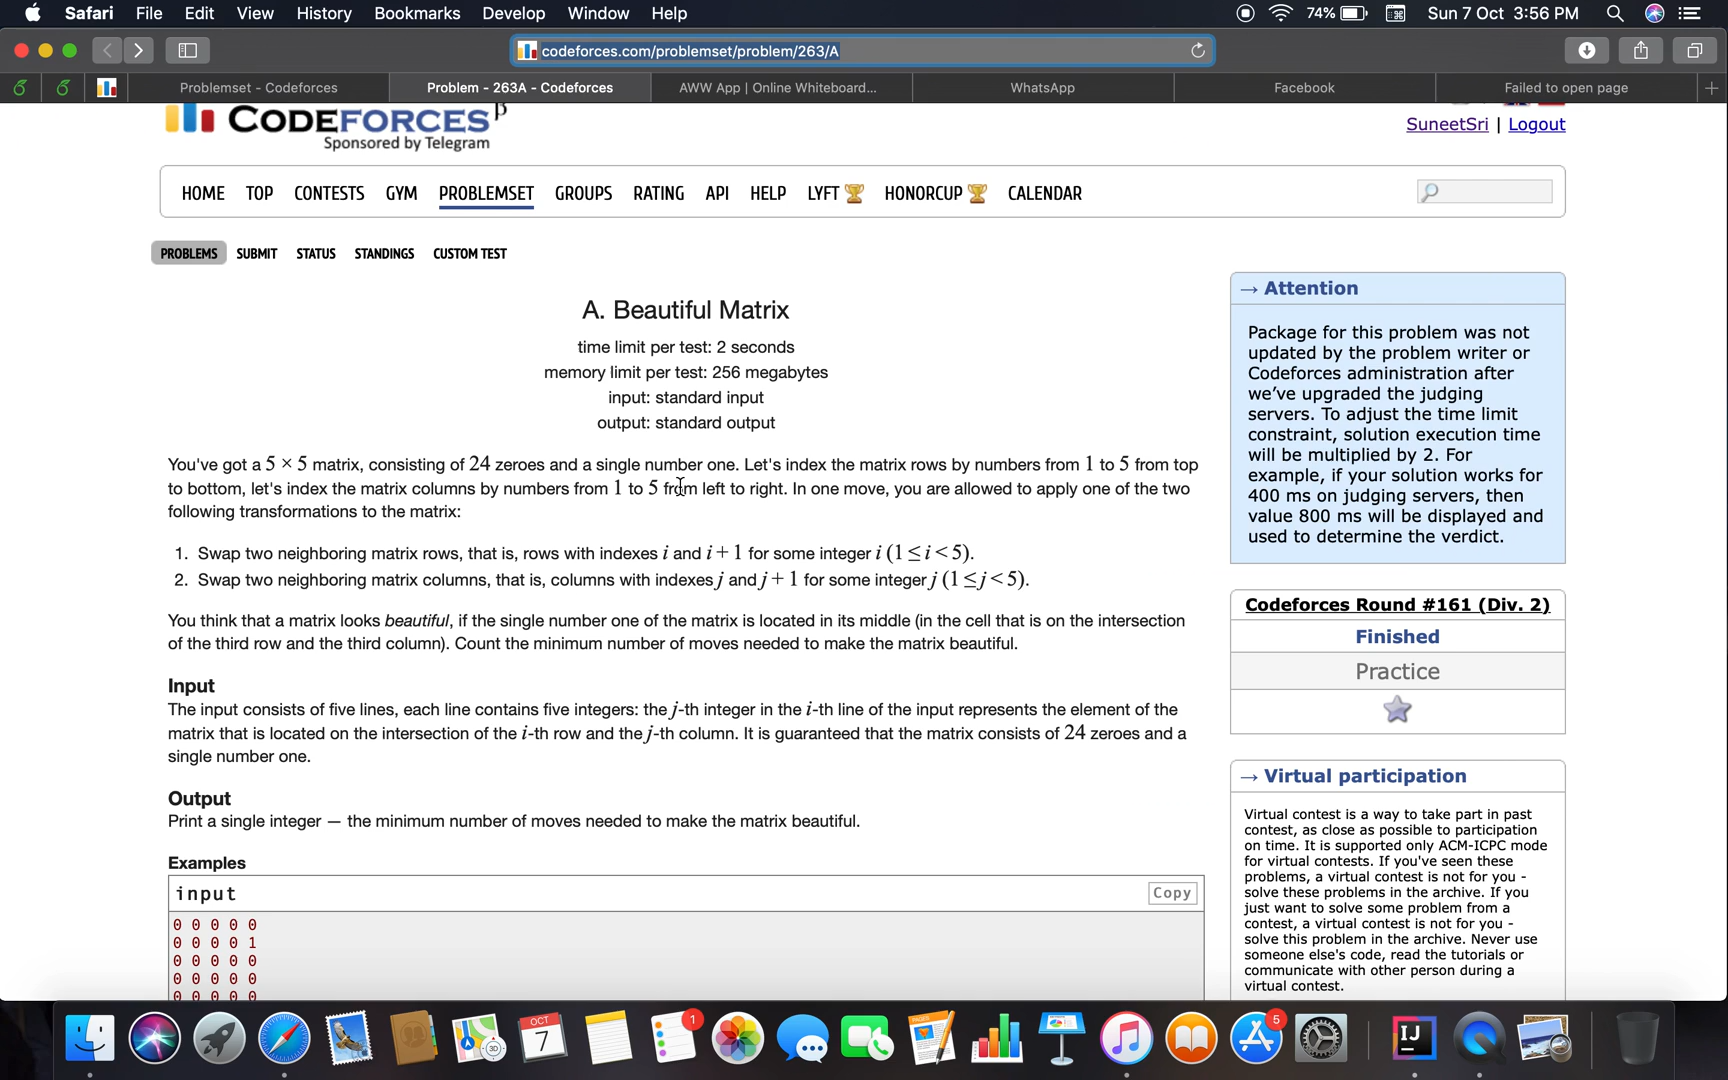 Safari File Edit View History Bookmarks Develop Window Help 74% Sun 7 Oct 3:56 PM
codeforces.com/problemset/problem/263/A
Problemset - Codeforces Problem - 263A - Codeforces AWW App | Online Whiteboard... WhatsApp Facebook Failed to open page
CODEFORCES β
Sponsored by Telegram
SuneetSri | Logout
HOME TOP CONTESTS GYM PROBLEMSET GROUPS RATING API HELP LYFT HONORCUP CALENDAR
PROBLEMS SUBMIT STATUS STANDINGS CUSTOM TEST
A. Beautiful Matrix
time limit per test: 2 seconds
memory limit per test: 256 megabytes
input: standard input
output: standard output
You've got a 5 × 5 matrix, consisting of 24 zeroes and a single number one. Let's index the matrix rows by numbers from 1 to 5 from top
to bottom, let's index the matrix columns by numbers from 1 to 5 from left to right. In one move, you are allowed to apply one of the two
following transformations to the matrix:
1. Swap two neighboring matrix rows, that is, rows with indexes i and i + 1 for some integer i (1 ≤ i < 5).
2. Swap two neighboring matrix columns, that is, columns with indexes j and j + 1 for some integer j (1 ≤ j < 5).
You think that a matrix looks beautiful, if the single number one of the matrix is located in its middle (in the cell that is on the intersection
of the third row and the third column). Count the minimum number of moves needed to make the matrix beautiful.
Input
The input consists of five lines, each line contains five integers: the j-th integer in the i-th line of the input represents the element of the
matrix that is located on the intersection of the i-th row and the j-th column. It is guaranteed that the matrix consists of 24 zeroes and a
single number one.
Output
Print a single integer — the minimum number of moves needed to make the matrix beautiful.
Examples
input Copy
0 0 0 0 0
0 0 0 0 1
0 0 0 0 0
0 0 0 0 0
0 0 0 0 0
→ Attention
Package for this problem was not
updated by the problem writer or
Codeforces administration after
we've upgraded the judging
servers. To adjust the time limit
constraint, solution execution time
will be multiplied by 2. For
example, if your solution works for
400 ms on judging servers, then
value 800 ms will be displayed and
used to determine the verdict.
Codeforces Round #161 (Div. 2)
Finished
Practice
→ Virtual participation
Virtual contest is a way to take part in past
contest, as close as possible to participation
on time. It is supported only ACM-ICPC mode
for virtual contests. If you've seen these
problems, a virtual contest is not for you -
solve these problems in the archive. If you
just want to solve some problem from a
contest, a virtual contest is not for you -
solve this problem in the archive. Never use
someone else's code, read the tutorials or
communicate with other person during a
virtual contest.
OCT
7
1
3D
PAGES
5
IJ